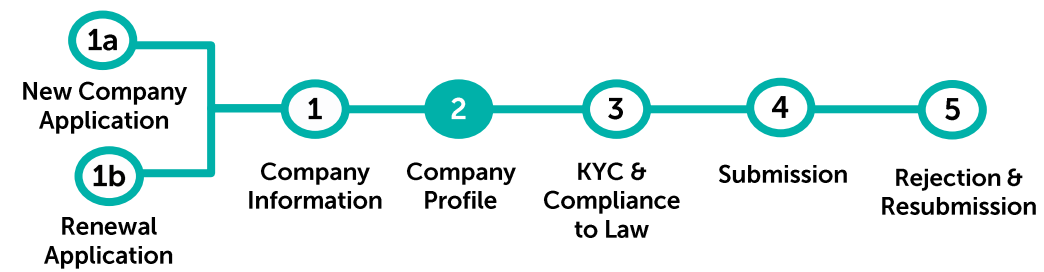 1a
New Company
Application
1b
Renewal
Application
1
Company
Information
2
Company
Profile
3
KYC &
Compliance
to Law
4
Submission
5
Rejection &
Resubmission